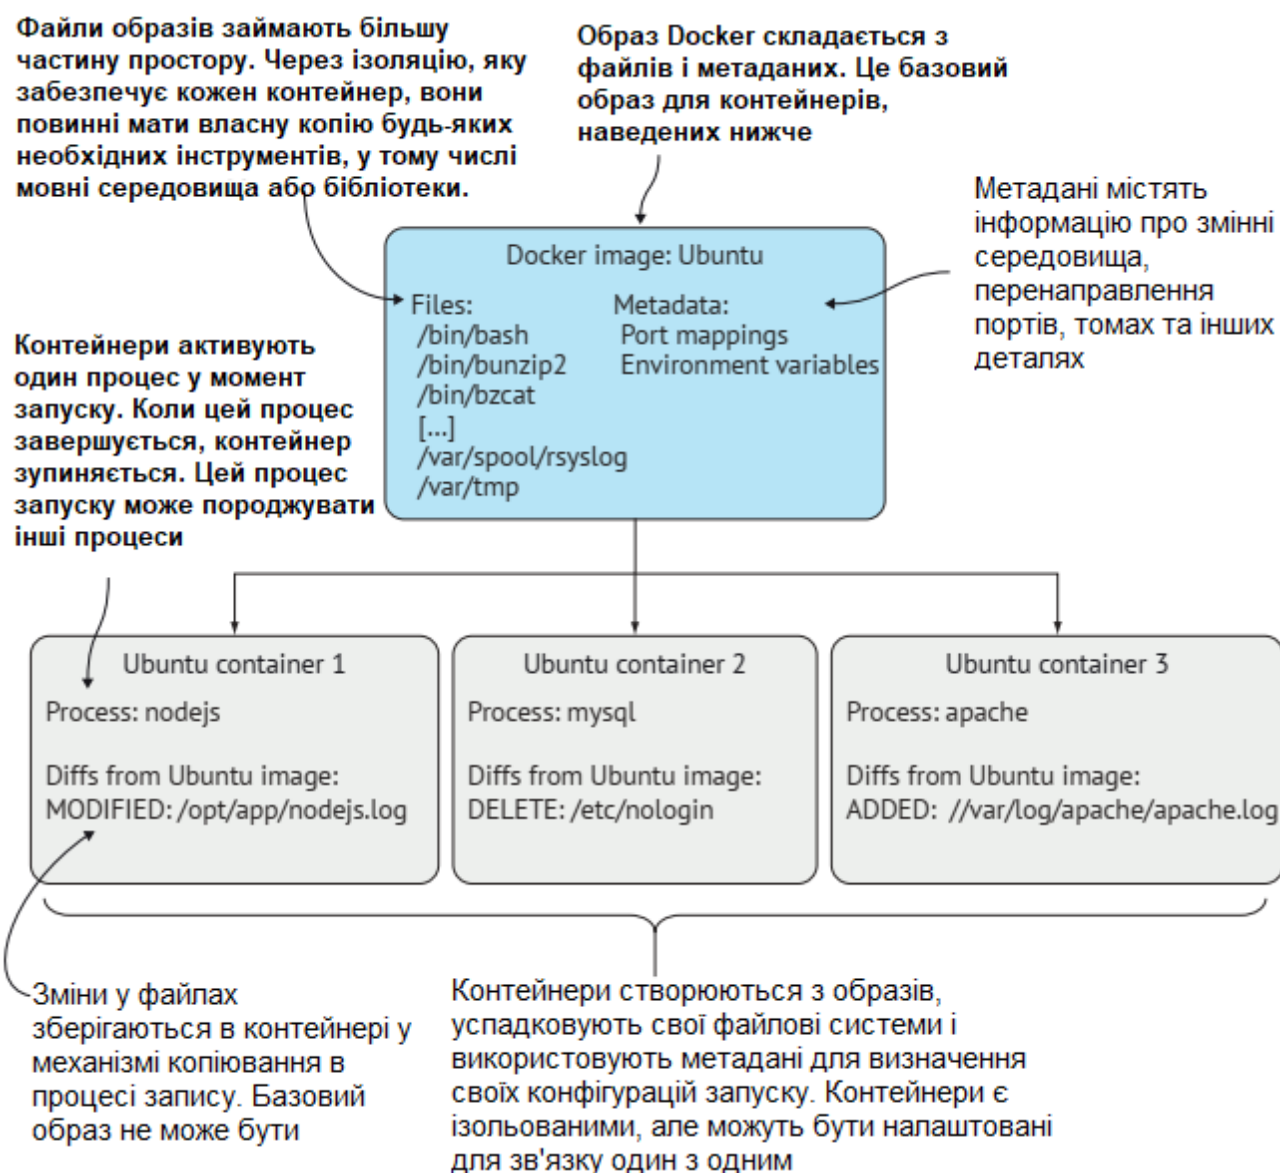 Файли образів займають більшу
частину простору. Через ізоляцію, яку
забезпечує кожен контейнер, вони
повинні мати власну копію будь-яких
необхідних інструментів, у тому числі
мовні середовища або бібліотеки.
Образ Docker складається з
файлів і метаданих. Це базовий
образ для контейнерів,
наведених нижче
Метадані містять
інформацію про змінні
середовища,
перенаправлення
портів, томах та інших
деталях
Docker image: Ubuntu
Files:
/bin/bash
/bin/bunzip2
/bin/bzcat
[...]
/var/spool/rsyslog
/var/tmp
Metadata:
Port mappings
Environment variables
Контейнери активують
один процес у момент
запуску. Коли цей процес
завершується, контейнер
зупиняється. Цей процес
запуску може породжувати
інші процеси
Ubuntu container 1
Process: nodejs
Diffs from Ubuntu image:
MODIFIED: /opt/app/nodejs.log
Ubuntu container 2
Process: mysql
Diffs from Ubuntu image:
DELETE: /etc/nologin
Ubuntu container 3
Process: apache
Diffs from Ubuntu image:
ADDED: //var/log/apache/apache.log
Зміни у файлах
зберігаються в контейнері у
механізмі копіювання в
процесі запису. Базовий
образ не може бути
Контейнери створюються з образів,
успадковують свої файлові системи і
використовують метадані для визначення
своїх конфігурацій запуску. Контейнери є
ізольованими, але можуть бути налаштовані
для зв'язку один з одним